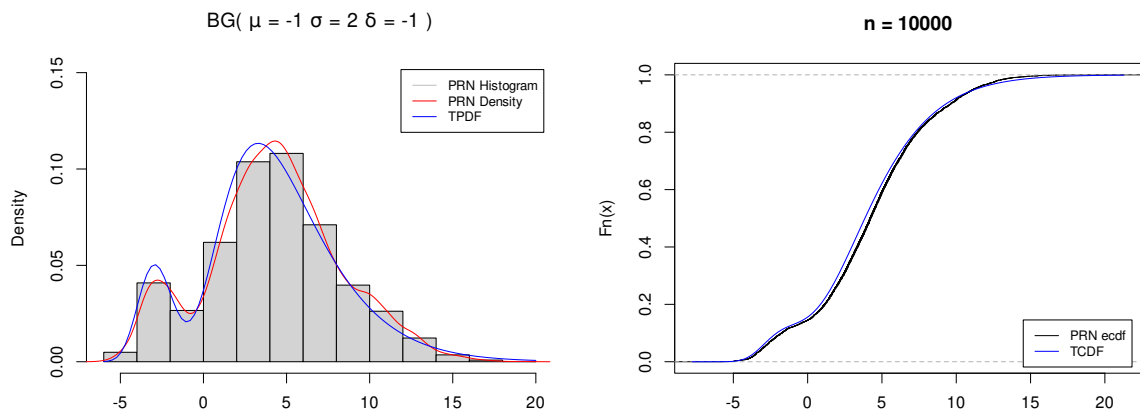 BG( μ = -1 σ = 2 δ = -1 )
Density
0.00
0.05
0.10
0.15
-5
0
5
10
15
20
PRN Histogram
PRN Density
TPDF
n = 10000
Fn(x)
0.0
0.2
0.4
0.6
0.8
1.0
-5
0
5
10
15
20
PRN ecdf
TCDF